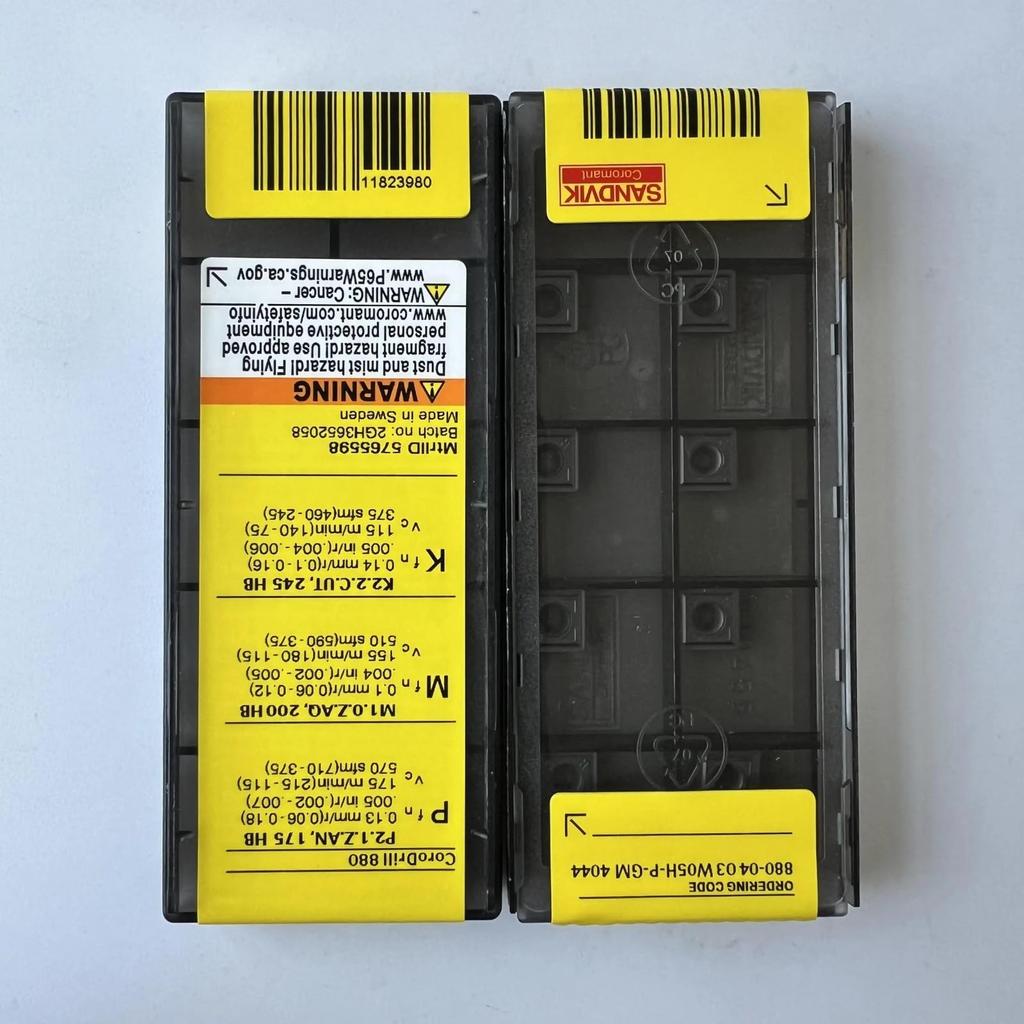 CoroDrill 880
P2.1.Z.AN, 175 HB
P fn 0.13 mm/r(0.06-0.18)
.005 in/r(.002-.007)
vc 175 m/min(215-115)
570 sfm(710-375)
M1.0.Z.AQ, 200 HB
M fn 0.1 mm/r(0.06-0.12)
.004 in/r(.002-.005)
vc 155 m/min(180-115)
510 sfm(590-375)
K2.2.C.UT, 245 HB
K fn 0.14 mm/r(0.1-0.16)
.005 in/r(.004-.006)
vc 115 m/min(140-75)
375 sfm(460-245)
MtrlID 5765598
Batch no: 2GH3652058
Made in Sweden
WARNING
Dust and mist hazard! Flying
fragment hazard! Use approved
personal protective equipment
www.coromant.com/safetyinfo
WARNING: Cancer –
www.P65Warnings.ca.gov
11823980
ORDERING CODE
880-04 03 W05H-P-GM 4044
SANDVIK
Coromant
07
PC
07
PC
SANDVIK